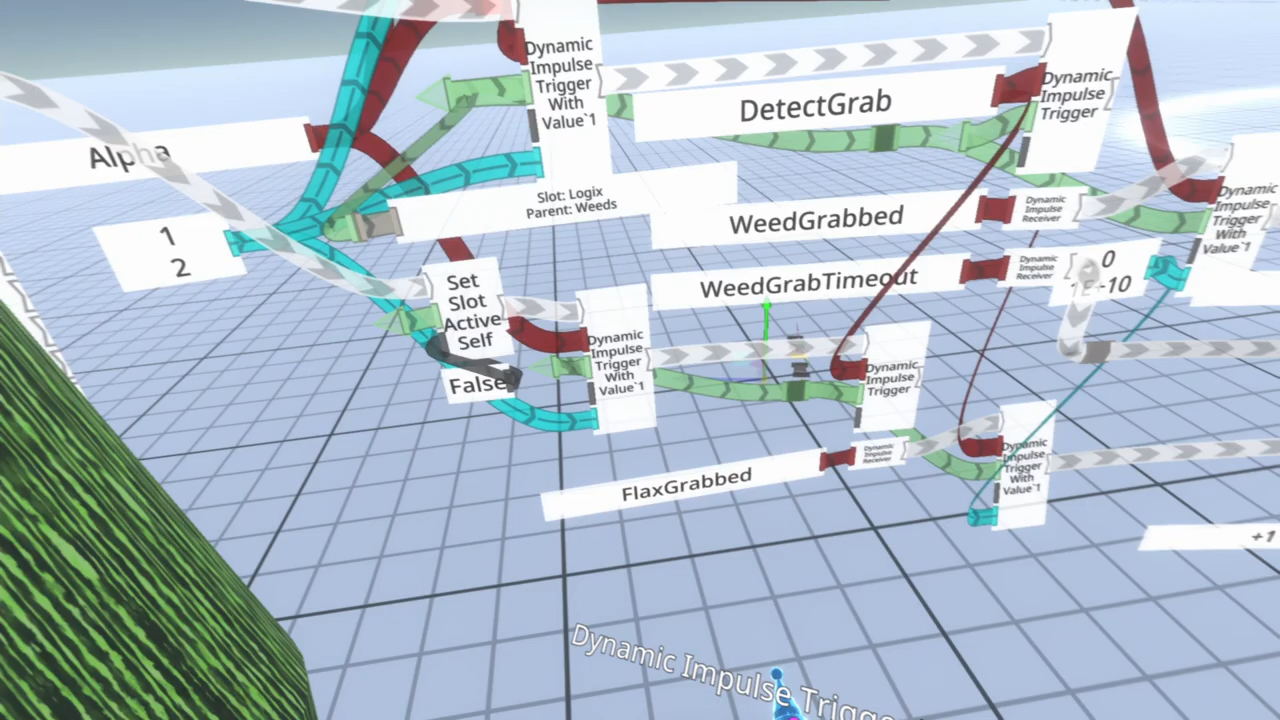 Dynamic
Impulse
Trigger
With
Value`1
DetectGrab
Dynamic
Impulse
Trigger
Alpha
Slot: Logix
Parent: Weeds
WeedGrabbed
Dynamic
Impulse
Receiver
Dynamic
Impulse
Trigger
With
Value`1
1
2
WeedGrabTimeout
Dynamic
Impulse
Receiver
0
1E-10
Set
Slot
Active
Self
False
Dynamic
Impulse
Trigger
With
Value`1
Dynamic
Impulse
Trigger
FlaxGrabbed
Dynamic
Impulse
Receiver
Dynamic
Impulse
Trigger
With
Value`1
+1
Dynamic Impulse Trigge